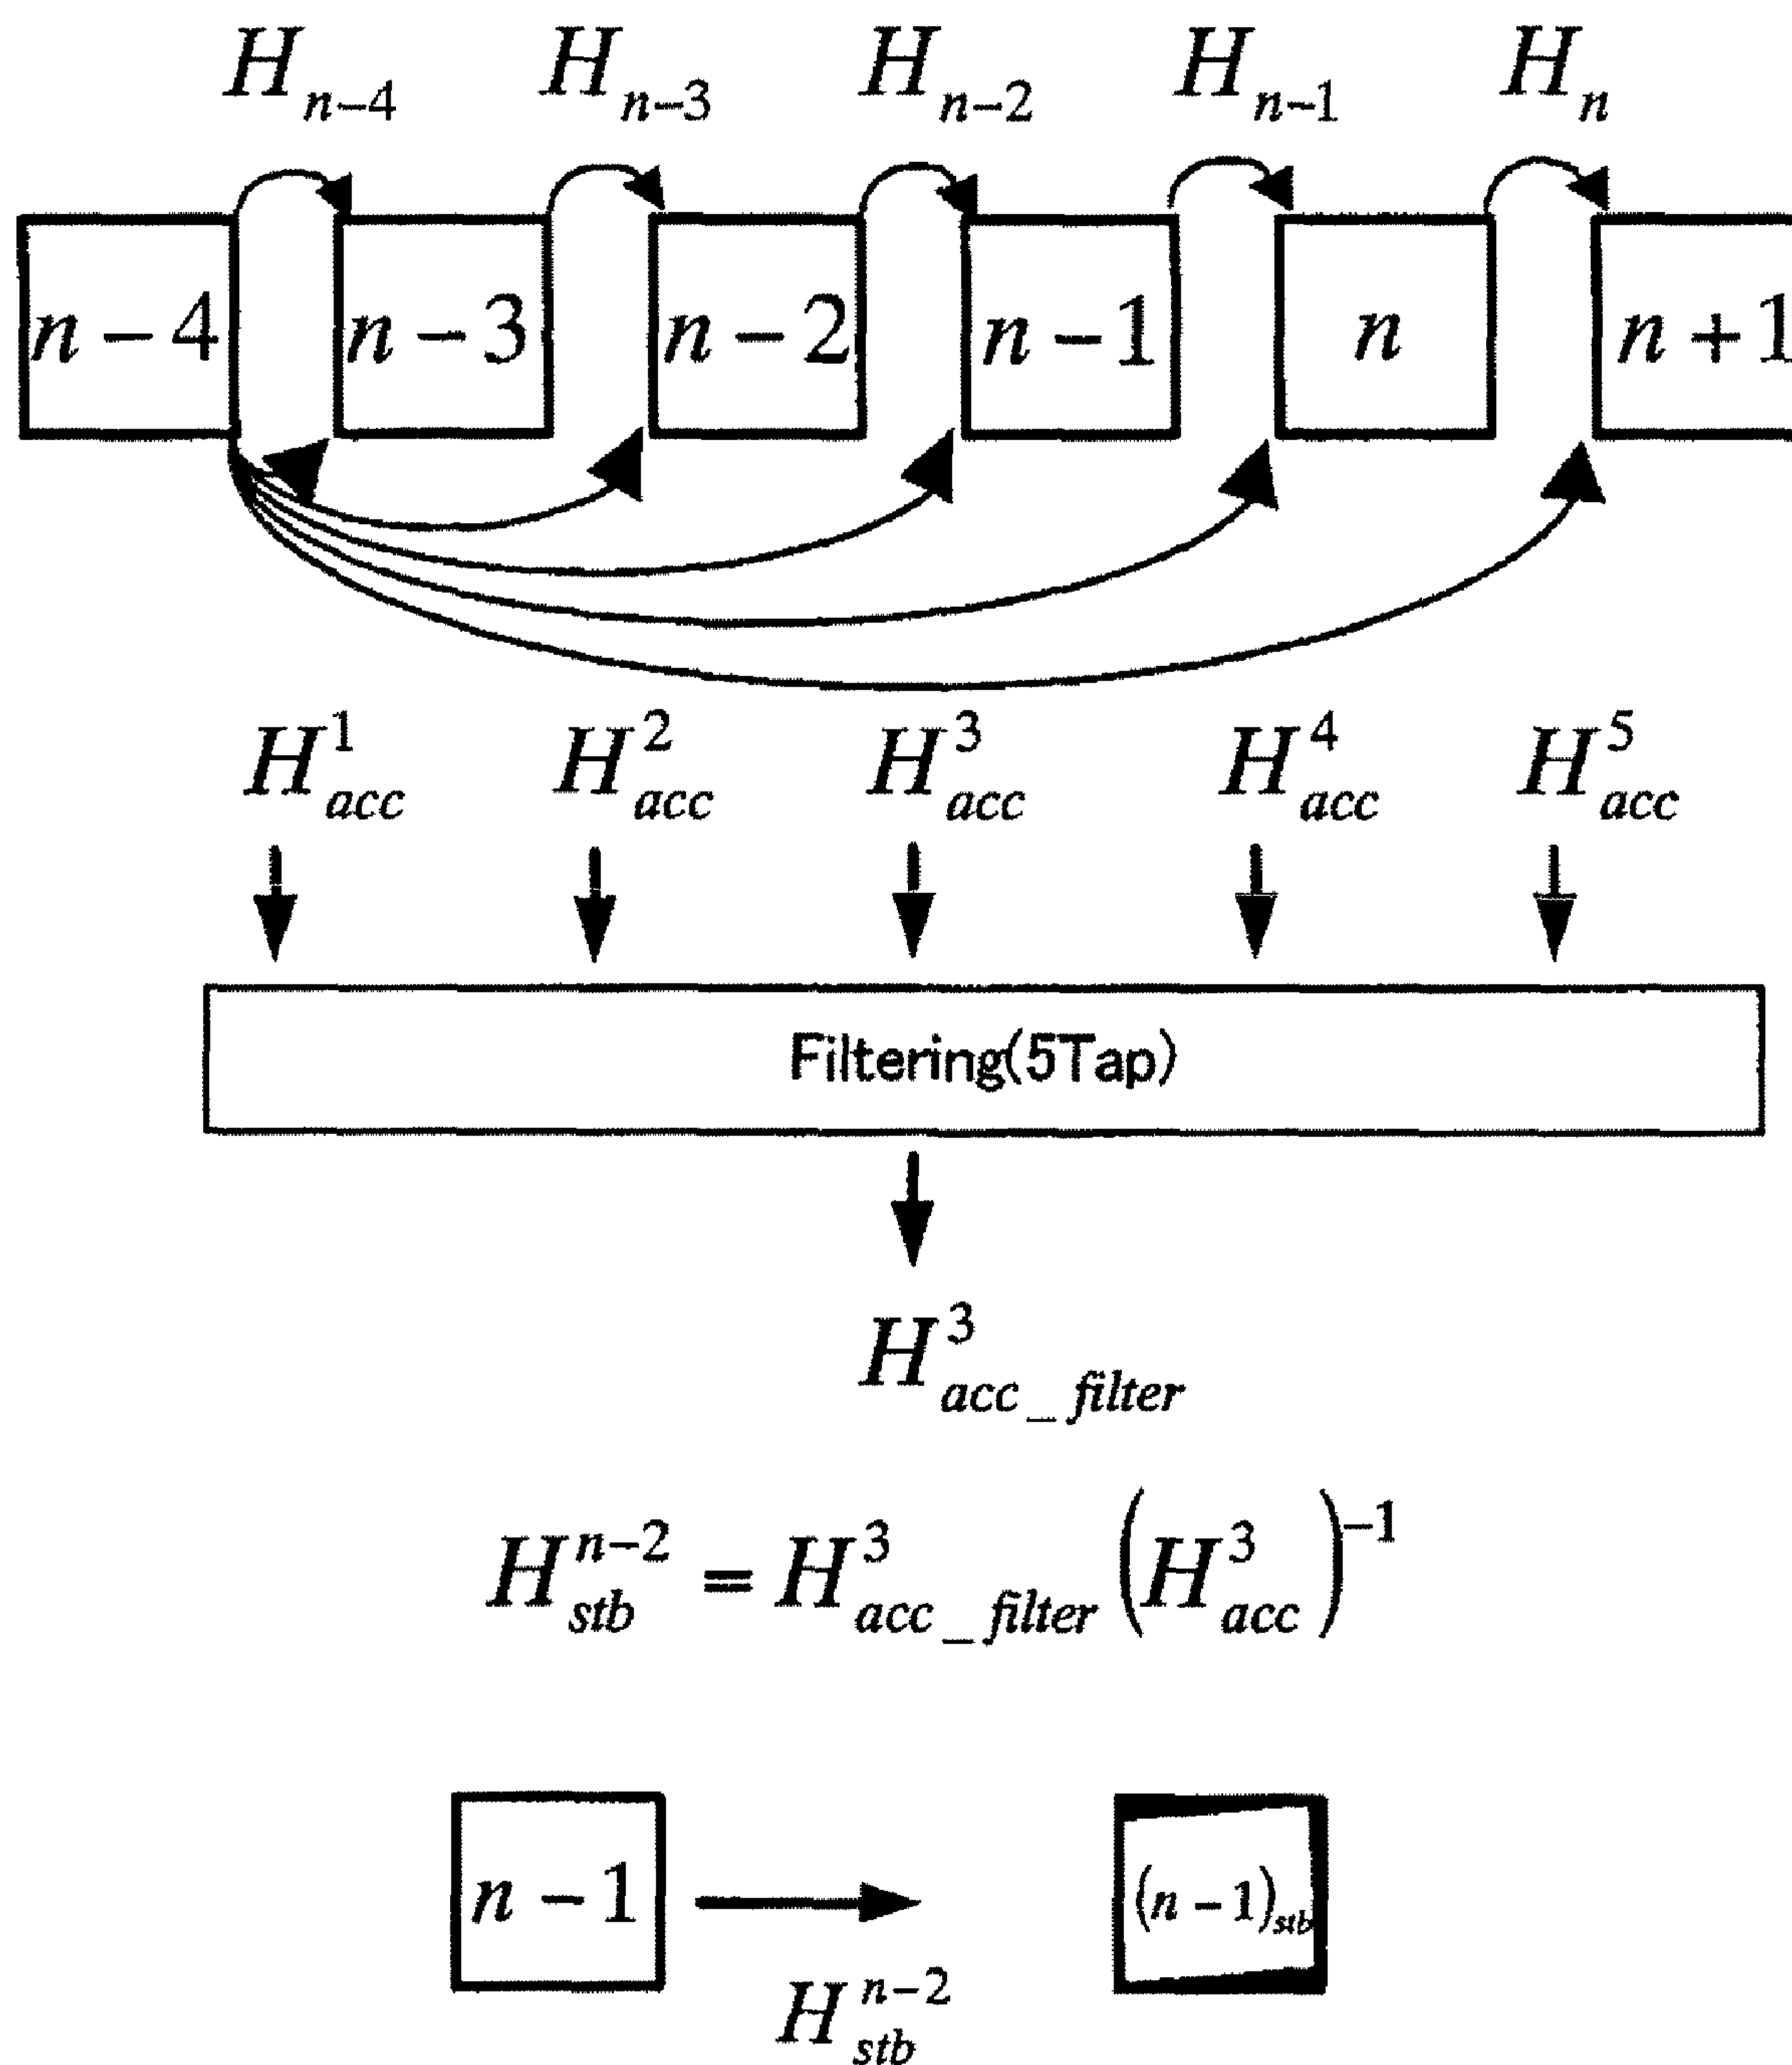 H_{n-4} H_{n-3} H_{n-2} H_{n-1} H_n
n-4 n-3 n-2 n-1 n n+1
H^1_{acc} H^2_{acc} H^3_{acc} H^4_{acc} H^5_{acc}
Filtering(5Tap)
H^3_{acc_filter}
H^{n-2}_{stb} = H^3_{acc_filter} (H^3_{acc})^{-1}
n-1 (n-1)_{stb}
H^{n-2}_{stb}